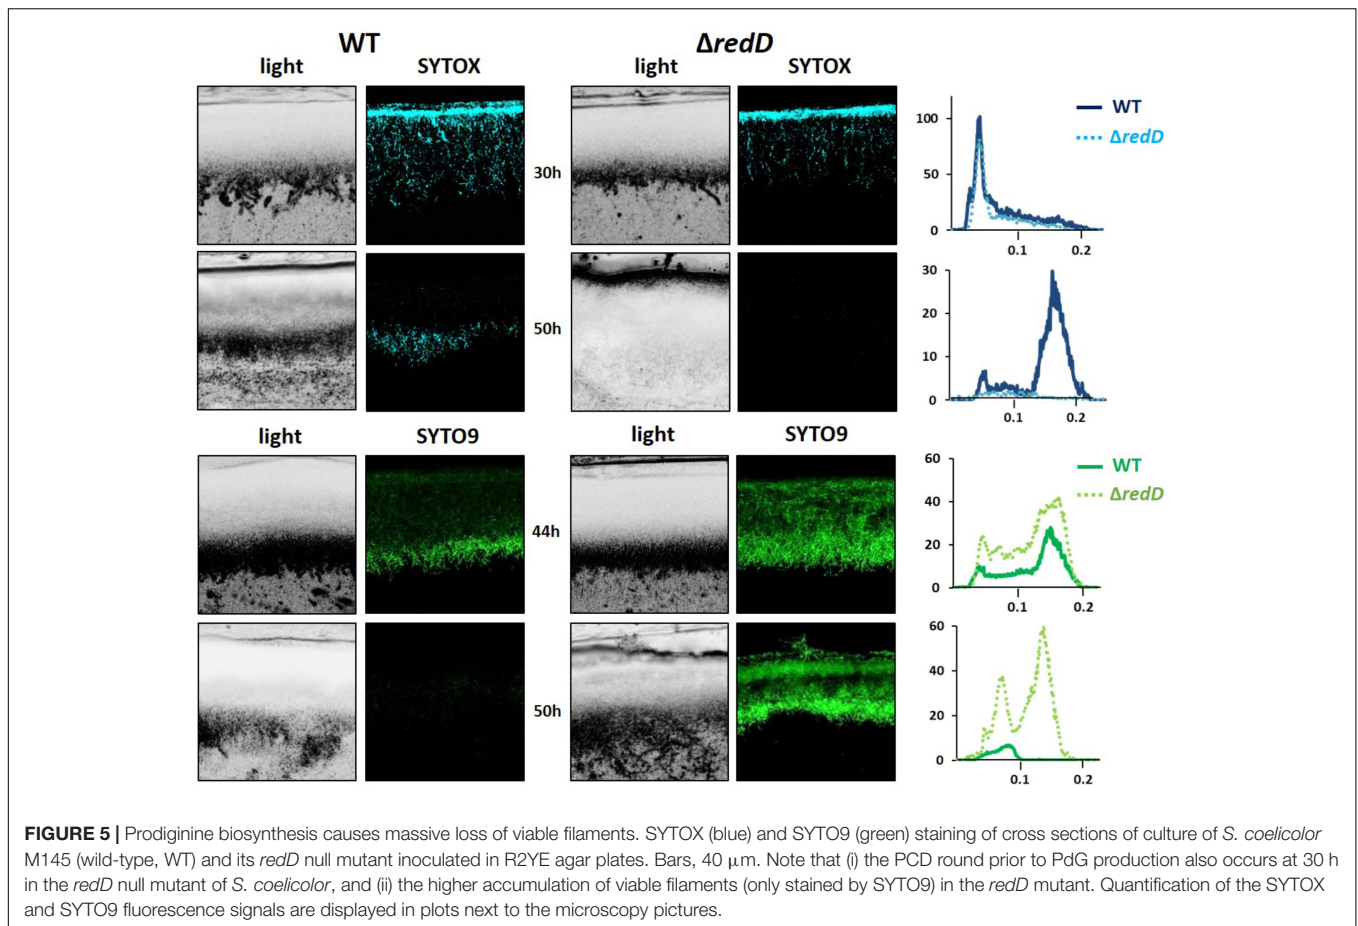 WT
ΔredD
light
SYTOX
light
SYTOX
30h
100
50
0
0.1
0.2
WT
ΔredD
50h
30
20
10
0
0.1
0.2
light
SYTO9
light
SYTO9
44h
60
40
20
0
0.1
0.2
WT
ΔredD
50h
60
40
20
0
0.1
0.2
FIGURE 5 | Prodiginine biosynthesis causes massive loss of viable filaments. SYTOX (blue) and SYTO9 (green) staining of cross sections of culture of S. coelicolor
M145 (wild-type, WT) and its redD null mutant inoculated in R2YE agar plates. Bars, 40 μm. Note that (i) the PCD round prior to PdG production also occurs at 30 h
in the redD null mutant of S. coelicolor, and (ii) the higher accumulation of viable filaments (only stained by SYTO9) in the redD mutant. Quantification of the SYTOX
and SYTO9 fluorescence signals are displayed in plots next to the microscopy pictures.